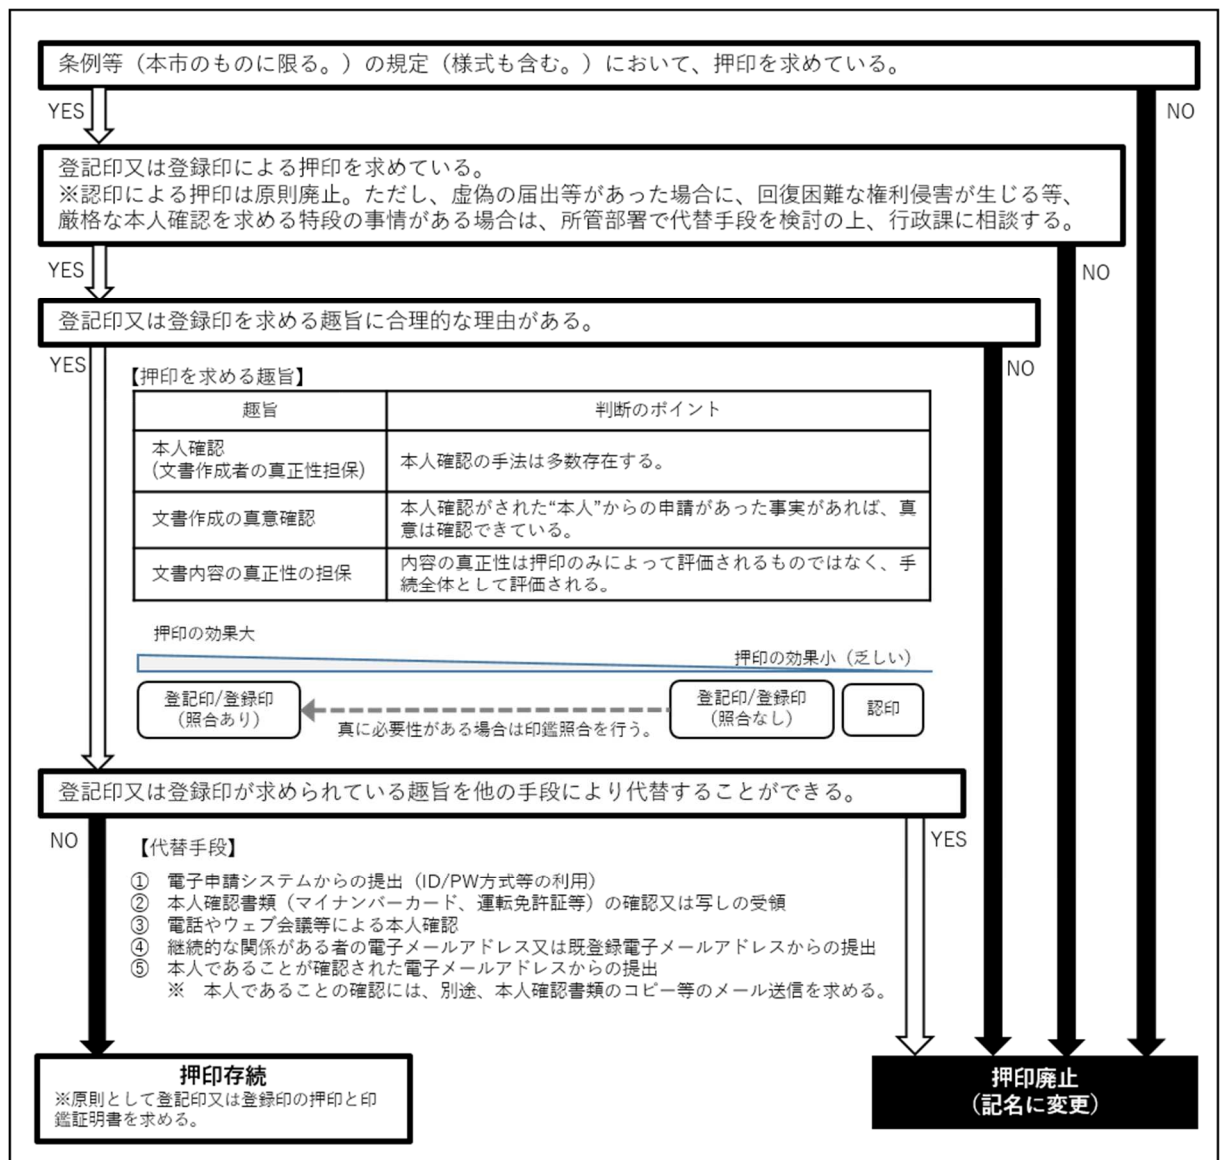 条例等（本市のものに限る。）の規定（様式も含む。）において、押印を求めている。
YES
NO
登記印又は登録印による押印を求めている。
※認印による押印は原則廃止。ただし、虚偽の届出等があった場合に、回復困難な権利侵害が生じる等、
厳格な本人確認を求める特段の事情がある場合は、所管部署で代替手段を検討の上、行政課に相談する。
YES
NO
登記印又は登録印を求める趣旨に合理的な理由がある。
YES
NO
【押印を求める趣旨】
趣旨
判断のポイント
本人確認
(文書作成者の真正性担保)
本人確認の手法は多数存在する。
文書作成の真意確認
本人確認がされた“本人”からの申請があった事実があれば、真
意は確認できている。
文書内容の真正性の担保
内容の真正性は押印のみによって評価されるものではなく、手
続全体として評価される。
押印の効果大
押印の効果小（乏しい）
登記印/登録印
（照合あり）
真に必要性がある場合は印鑑照合を行う。
登記印/登録印
（照合なし）
認印
登記印又は登録印が求められている趣旨を他の手段により代替することができる。
NO
YES
【代替手段】
① 電子申請システムからの提出（ID/PW方式等の利用）
② 本人確認書類（マイナンバーカード、運転免許証等）の確認又は写しの受領
③ 電話やウェブ会議等による本人確認
④ 継続的な関係がある者の電子メールアドレス又は既登録電子メールアドレスからの提出
⑤ 本人であることが確認された電子メールアドレスからの提出
※ 本人であることの確認には、別途、本人確認書類のコピー等のメール送信を求める。
押印存続
※原則として登記印又は登録印の押印と印
鑑証明書を求める。
押印廃止
（記名に変更）